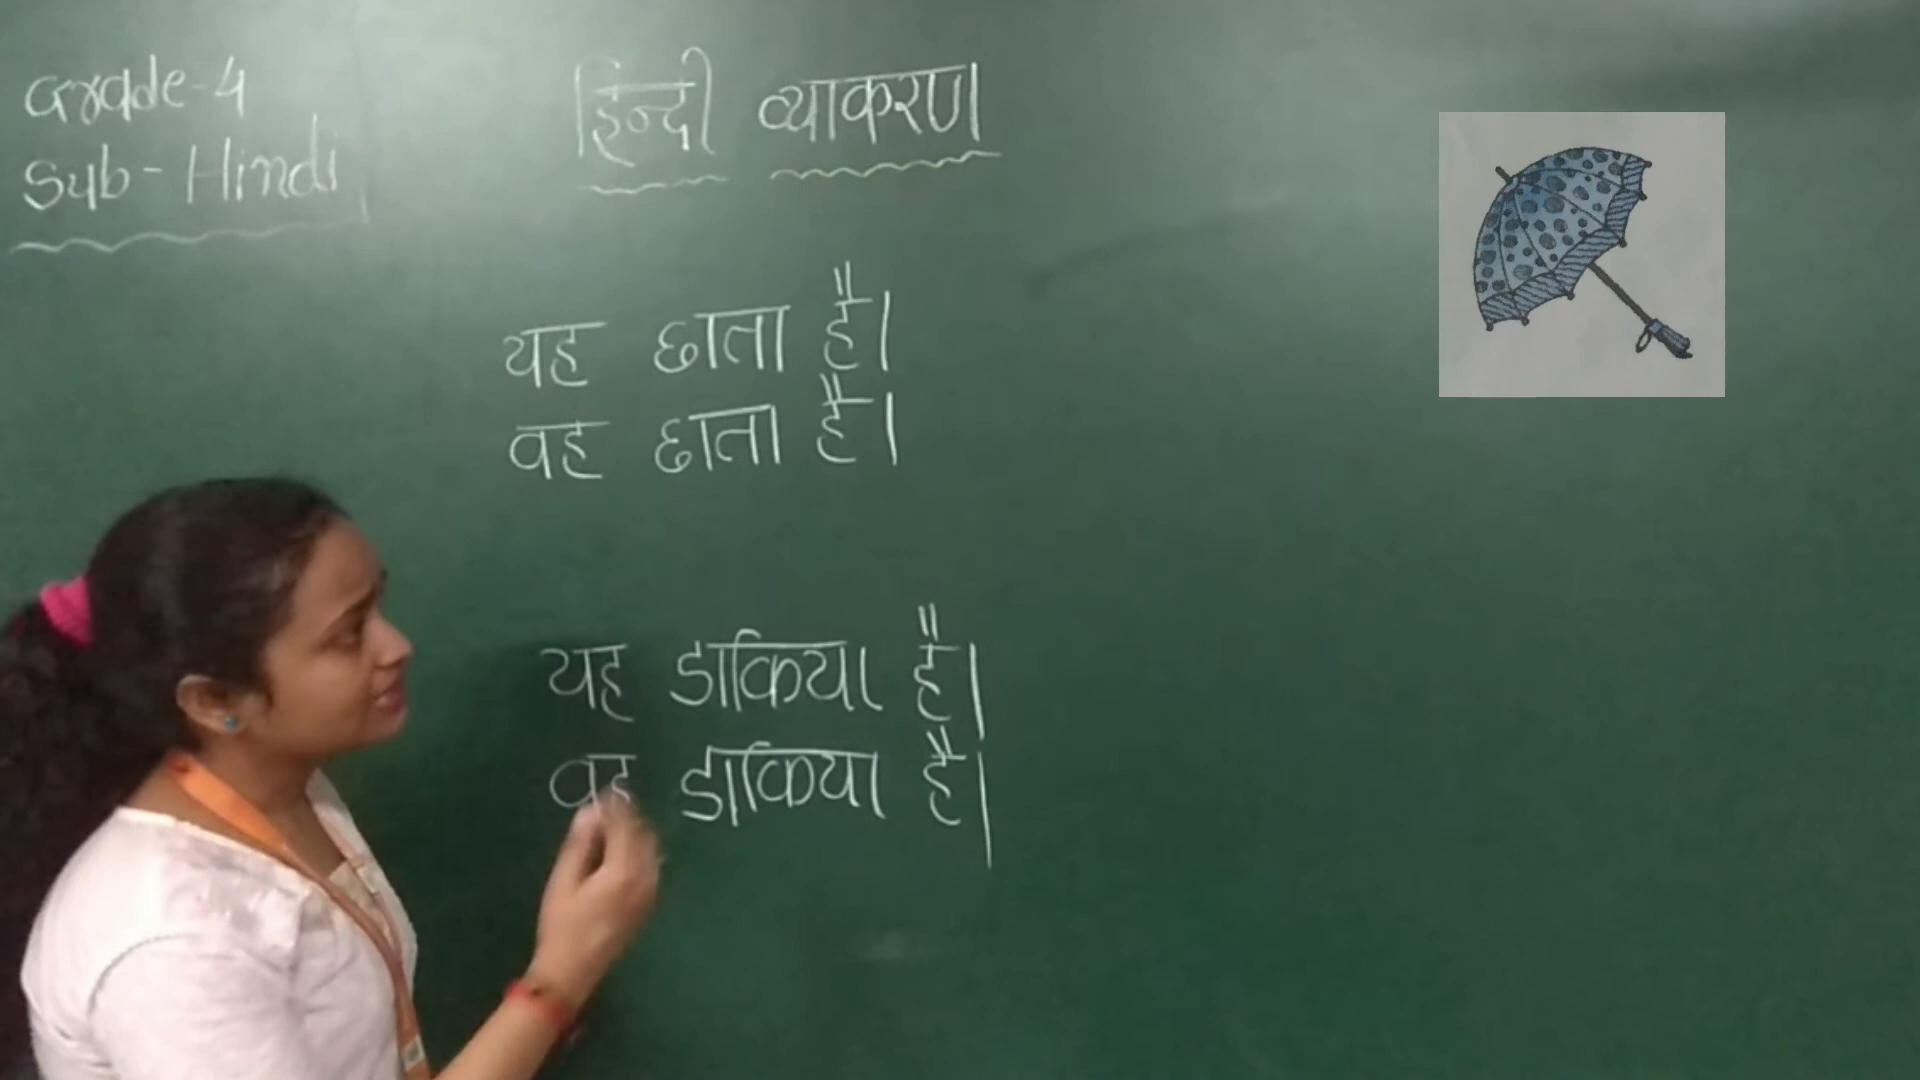 Grade-4
Sub-Hindi
हिन्दी व्याकरण
यह छाता है।
वह छाता है।
यह डाकिया है।
वह डाकिया है।